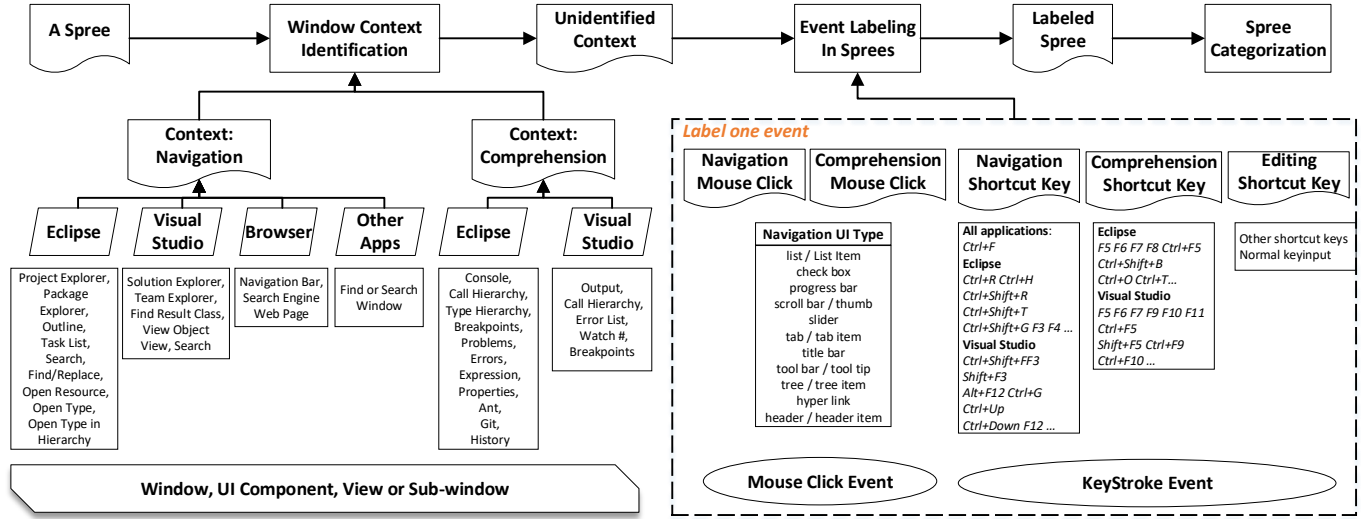 A Spree
Window Context
Identification
Unidentified
Context
Event Labeling
In Sprees
Labeled
Spree
Spree
Categorization
Context:
Navigation
Context:
Comprehension
Eclipse
Visual
Studio
Browser
Other
Apps
Eclipse
Visual
Studio
Project Explorer,
Package
Explorer,
Outline,
Task List,
Search,
Find/Replace,
Open Resource,
Open Type,
Open Type in
Hierarchy
Solution Explorer,
Team Explorer,
Find Result Class,
View Object
View, Search
Navigation Bar,
Search Engine
Web Page
Find or Search
Window
Console,
Call Hierarchy,
Type Hierarchy,
Breakpoints,
Problems,
Errors,
Expression,
Properties,
Ant,
Git,
History
Output,
Call Hierarchy,
Error List,
Watch #,
Breakpoints
Window, UI Component, View or Sub-window
Label one event
Navigation
Mouse Click
Comprehension
Mouse Click
Navigation
Shortcut Key
Comprehension
Shortcut Key
Editing
Shortcut Key
Navigation UI Type
list / List Item
check box
progress bar
scroll bar / thumb
slider
tab / tab item
title bar
tool bar / tool tip
tree / tree item
hyper link
header / header item
All applications:
Ctrl+F
Eclipse
Ctrl+R Ctrl+H
Ctrl+Shift+R
Ctrl+Shift+T
Ctrl+Shift+G F3 F4 ...
Visual Studio
Ctrl+Shift+FF3
Shift+F3
Alt+F12 Ctrl+G
Ctrl+Up
Ctrl+Down F12 ...
Eclipse
F5 F6 F7 F8 Ctrl+F5
Ctrl+Shift+B
Ctrl+O Ctrl+T...
Visual Studio
F5 F6 F7 F9 F10 F11
Ctrl+F5
Shift+F5 Ctrl+F9
Ctrl+F10 ...
Other shortcut keys
Normal keyinput
Mouse Click Event
KeyStroke Event